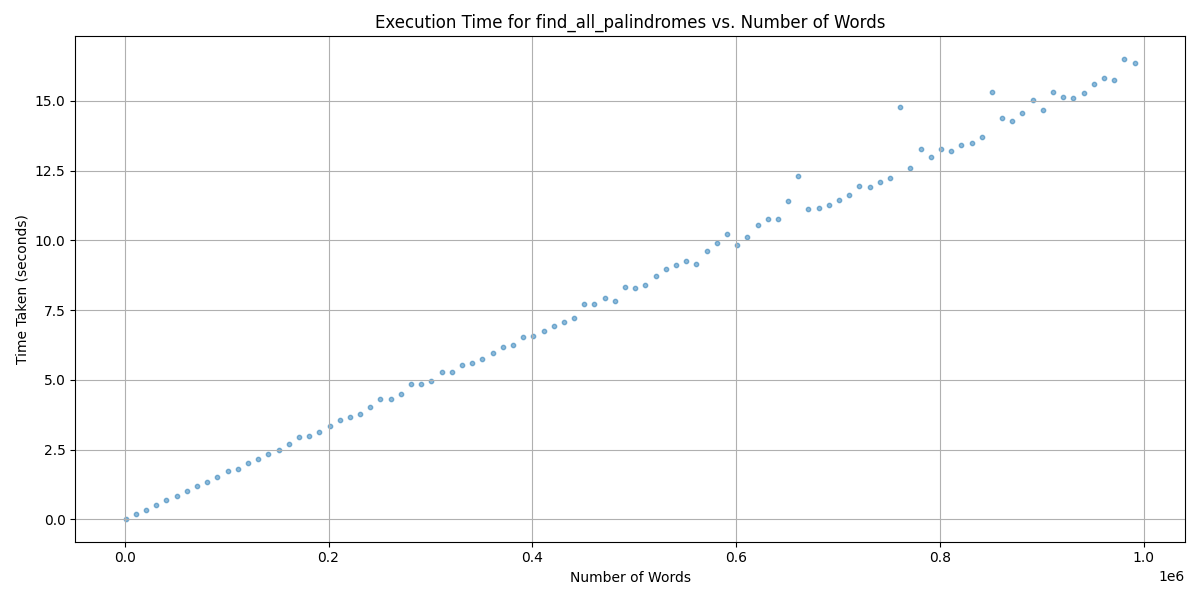 Execution Time for find_all_palindromes vs. Number of Words
Time Taken (seconds)
15.0
12.5
10.0
7.5
5.0
2.5
0.0
0.0 0.2 0.4 0.6 0.8 1.0
1e6
Number of Words